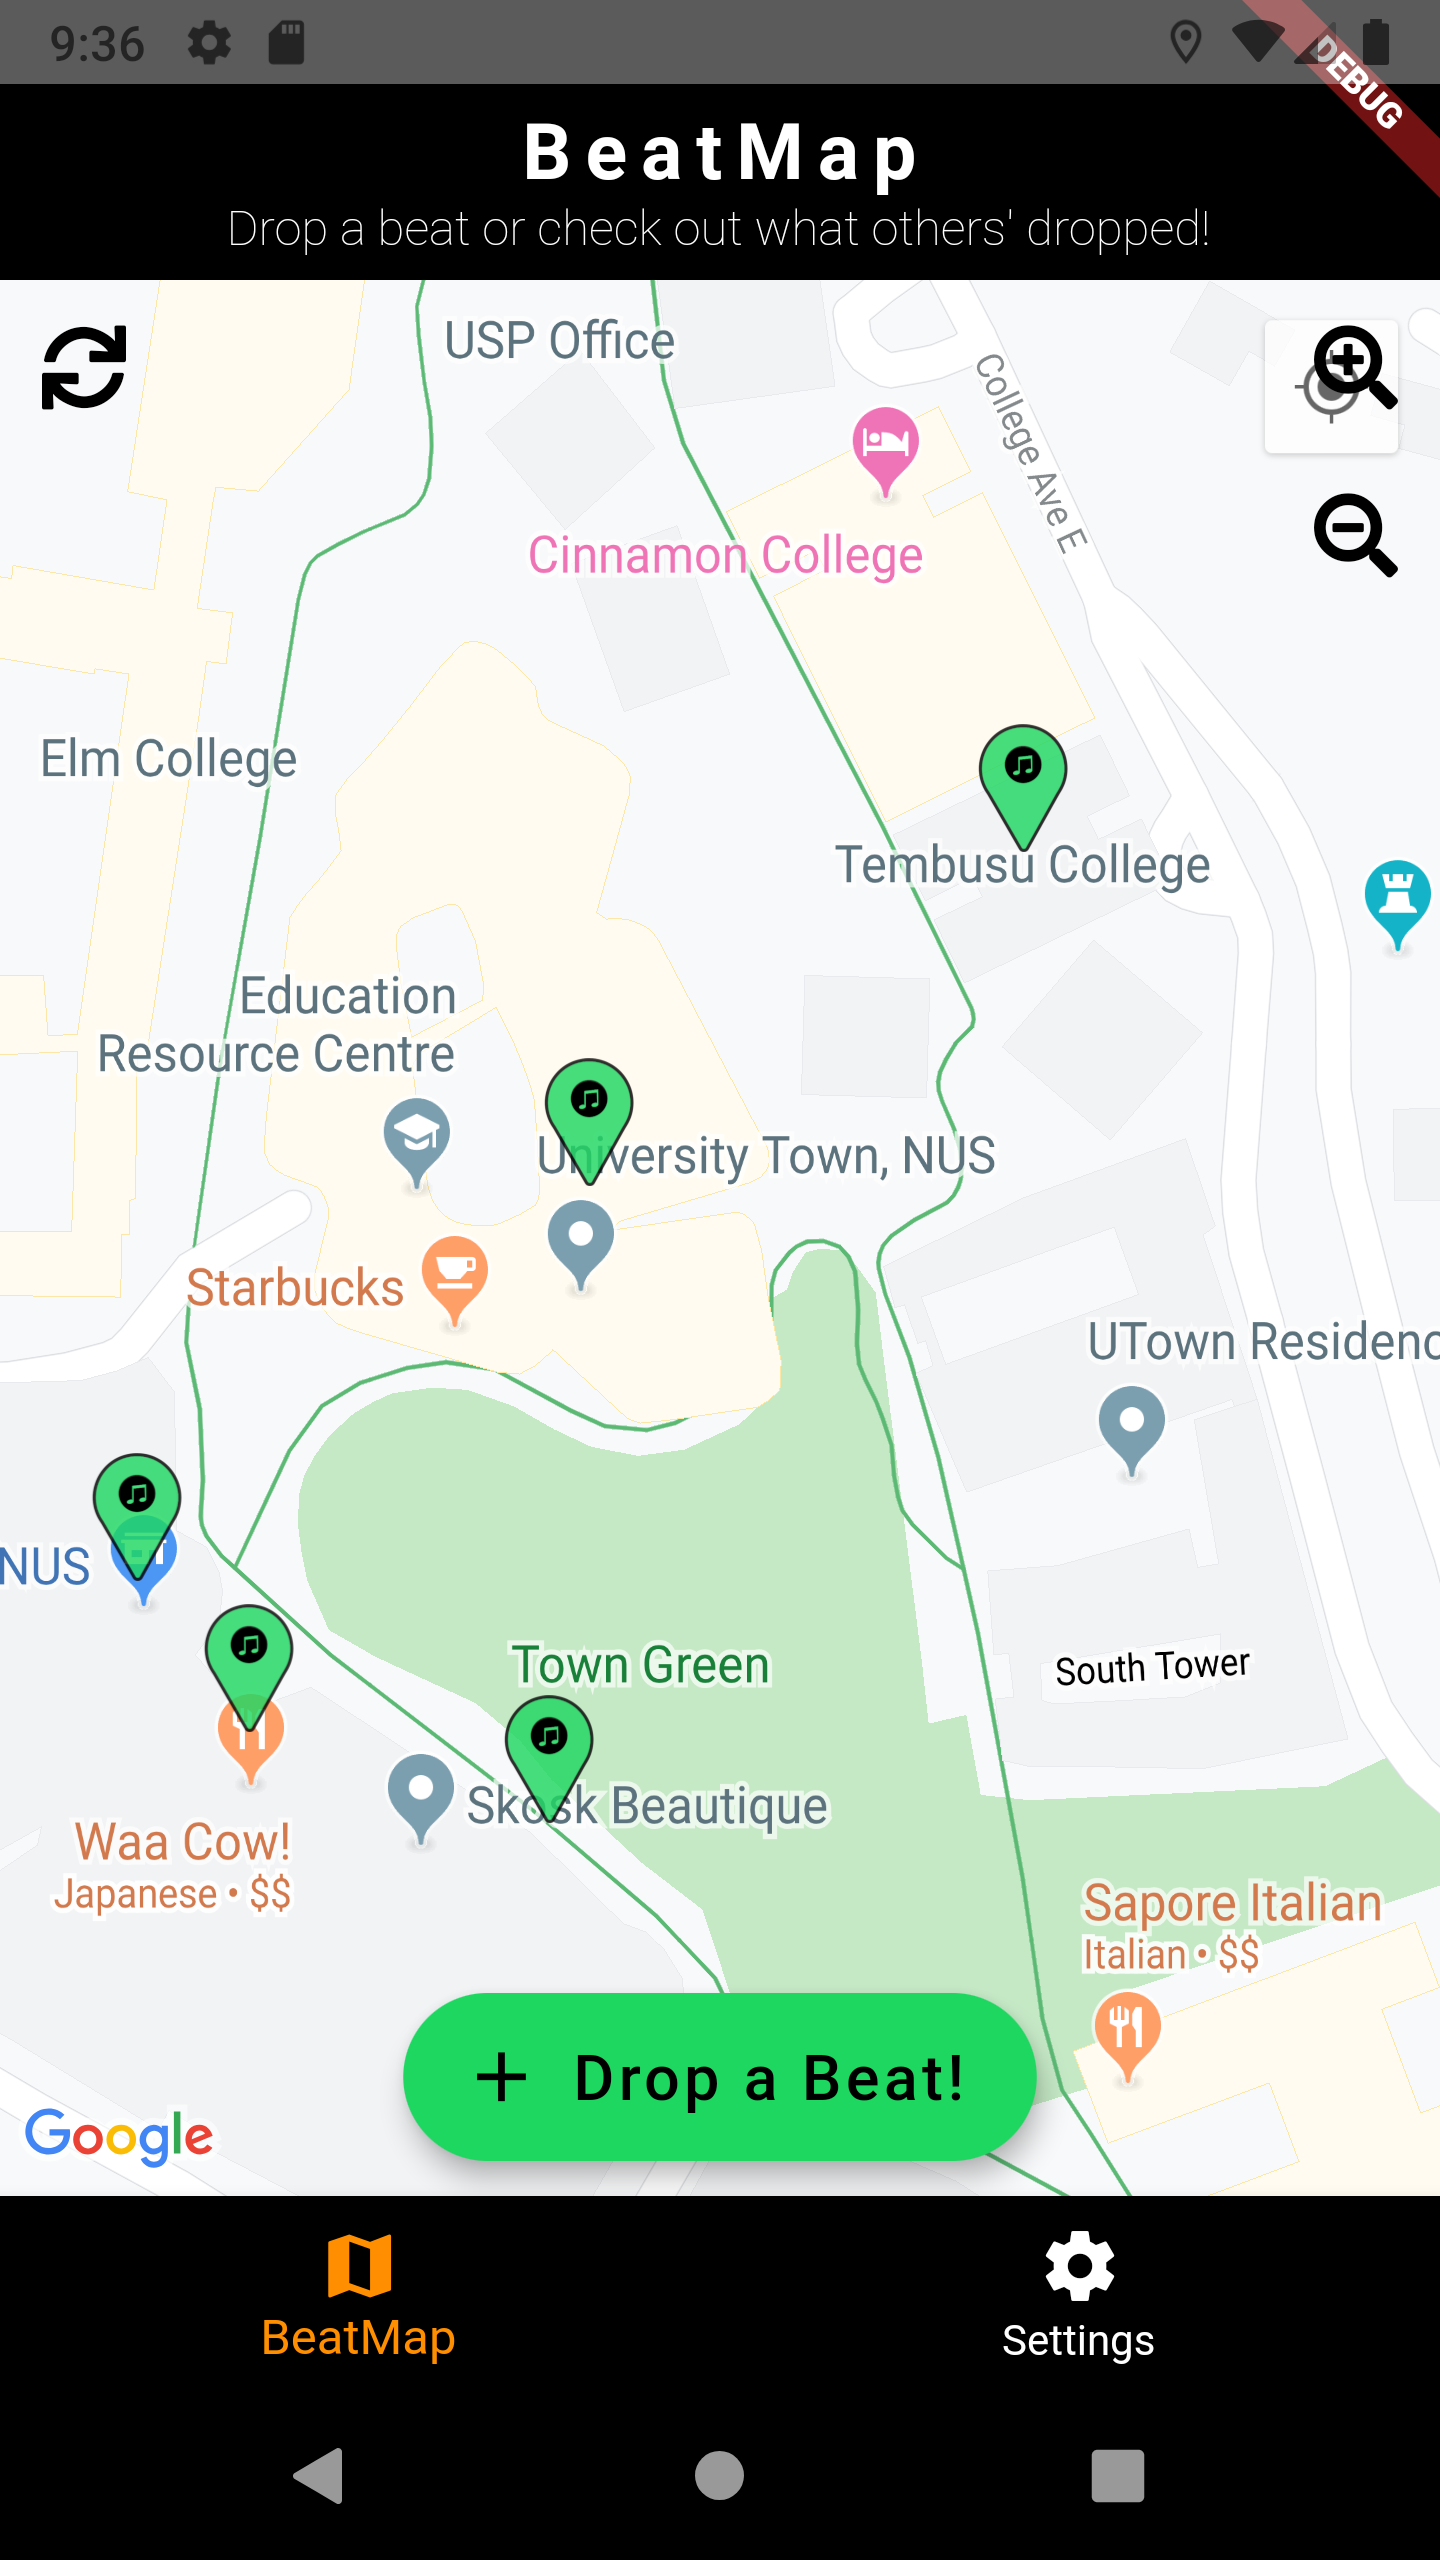 9:36
DEBUG
BeatMap
Drop a beat or check out what others' dropped!
USP Office
College Ave E
Cinnamon College
Elm College
Tembusu College
Education
Resource Centre
University Town, NUS
Starbucks
UTown Residenc
NUS
Town Green
South Tower
Skosk Beautique
Waa Cow!
Japanese • $$
Sapore Italian
Italian • $$
+ Drop a Beat!
Google
BeatMap
Settings